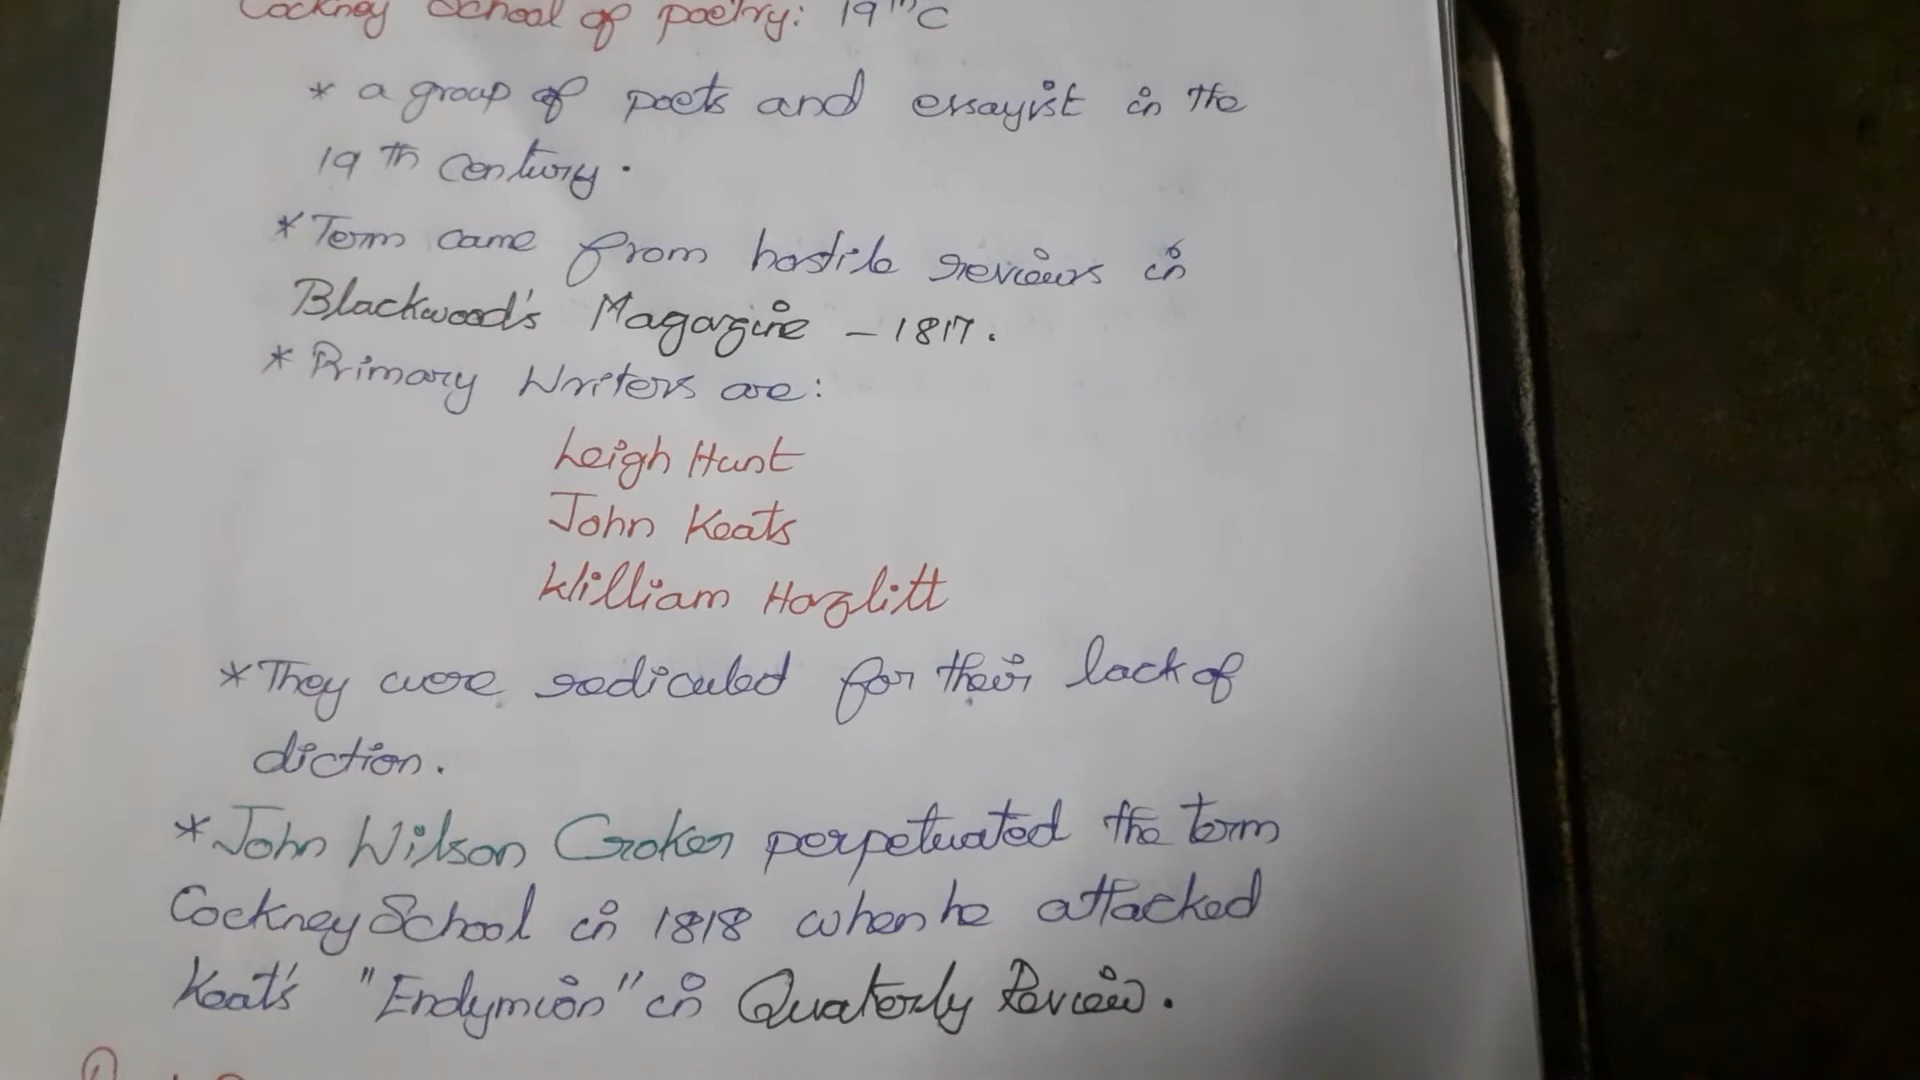 Cockney School of poetry: 19th C
* a group of poets and essayist in the
19th century.
* Term came from hostile reviews in
Blackwood's Magazine - 1817.
* Primary Writers are:
Leigh Hunt
John Keats
William Hazlitt
* They were rediculed for their lack of
diction.
* John Wilson Croker perpetuated the term
Cockney School in 1818 when he attacked
Keat's "Endymion" in Quaterly Review.